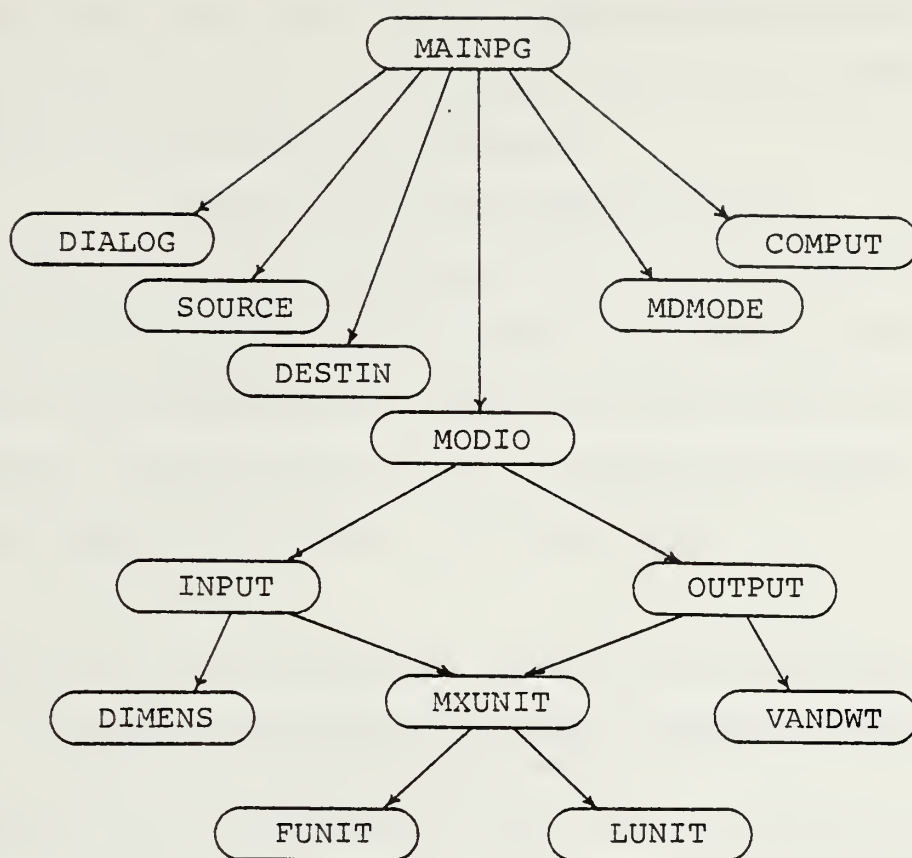 MAINPG
DIALOG
COMPUT
SOURCE
MDMODE
DESTIN
MODIO
INPUT
OUTPUT
DIMENS
MXUNIT
VANDWT
FUNIT
LUNIT